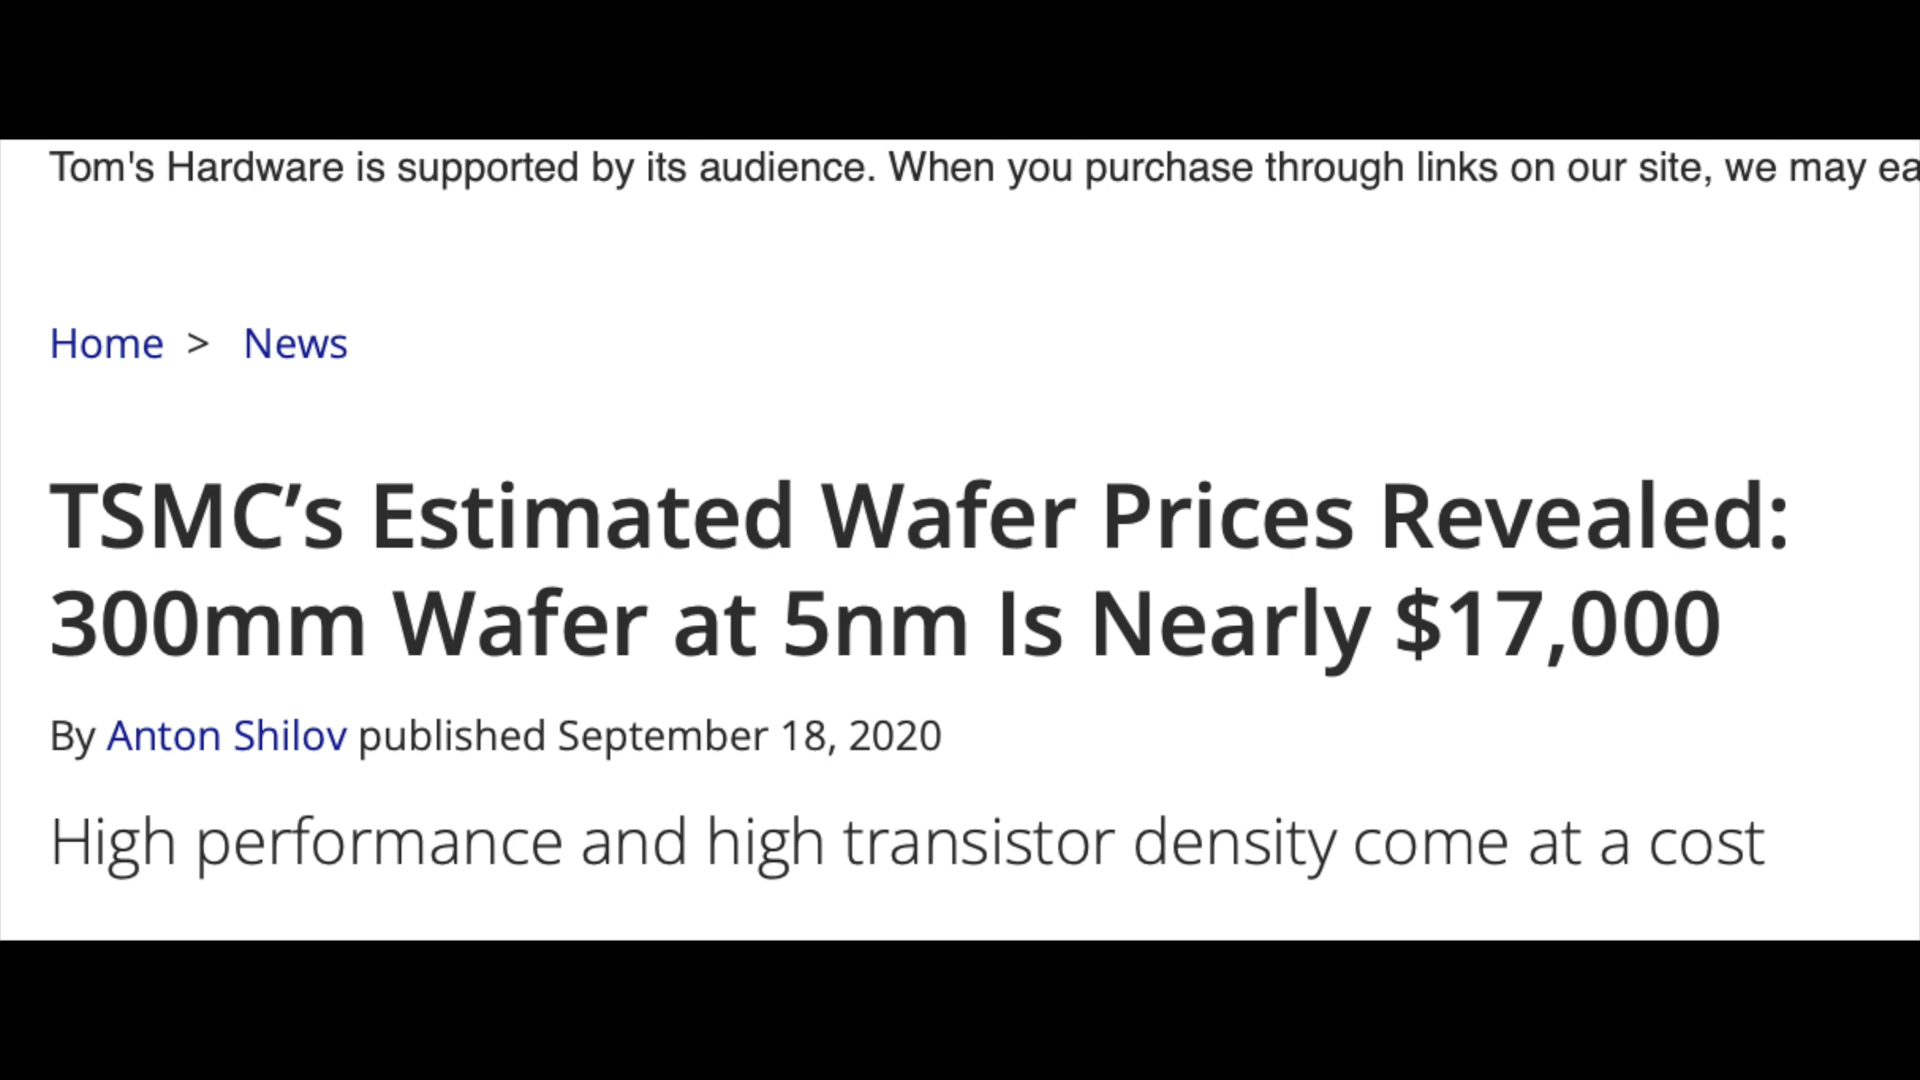 Tom's Hardware is supported by its audience. When you purchase through links on our site, we may ea
Home > News
TSMC’s Estimated Wafer Prices Revealed:
300mm Wafer at 5nm Is Nearly $17,000
By Anton Shilov published September 18, 2020
High performance and high transistor density come at a cost